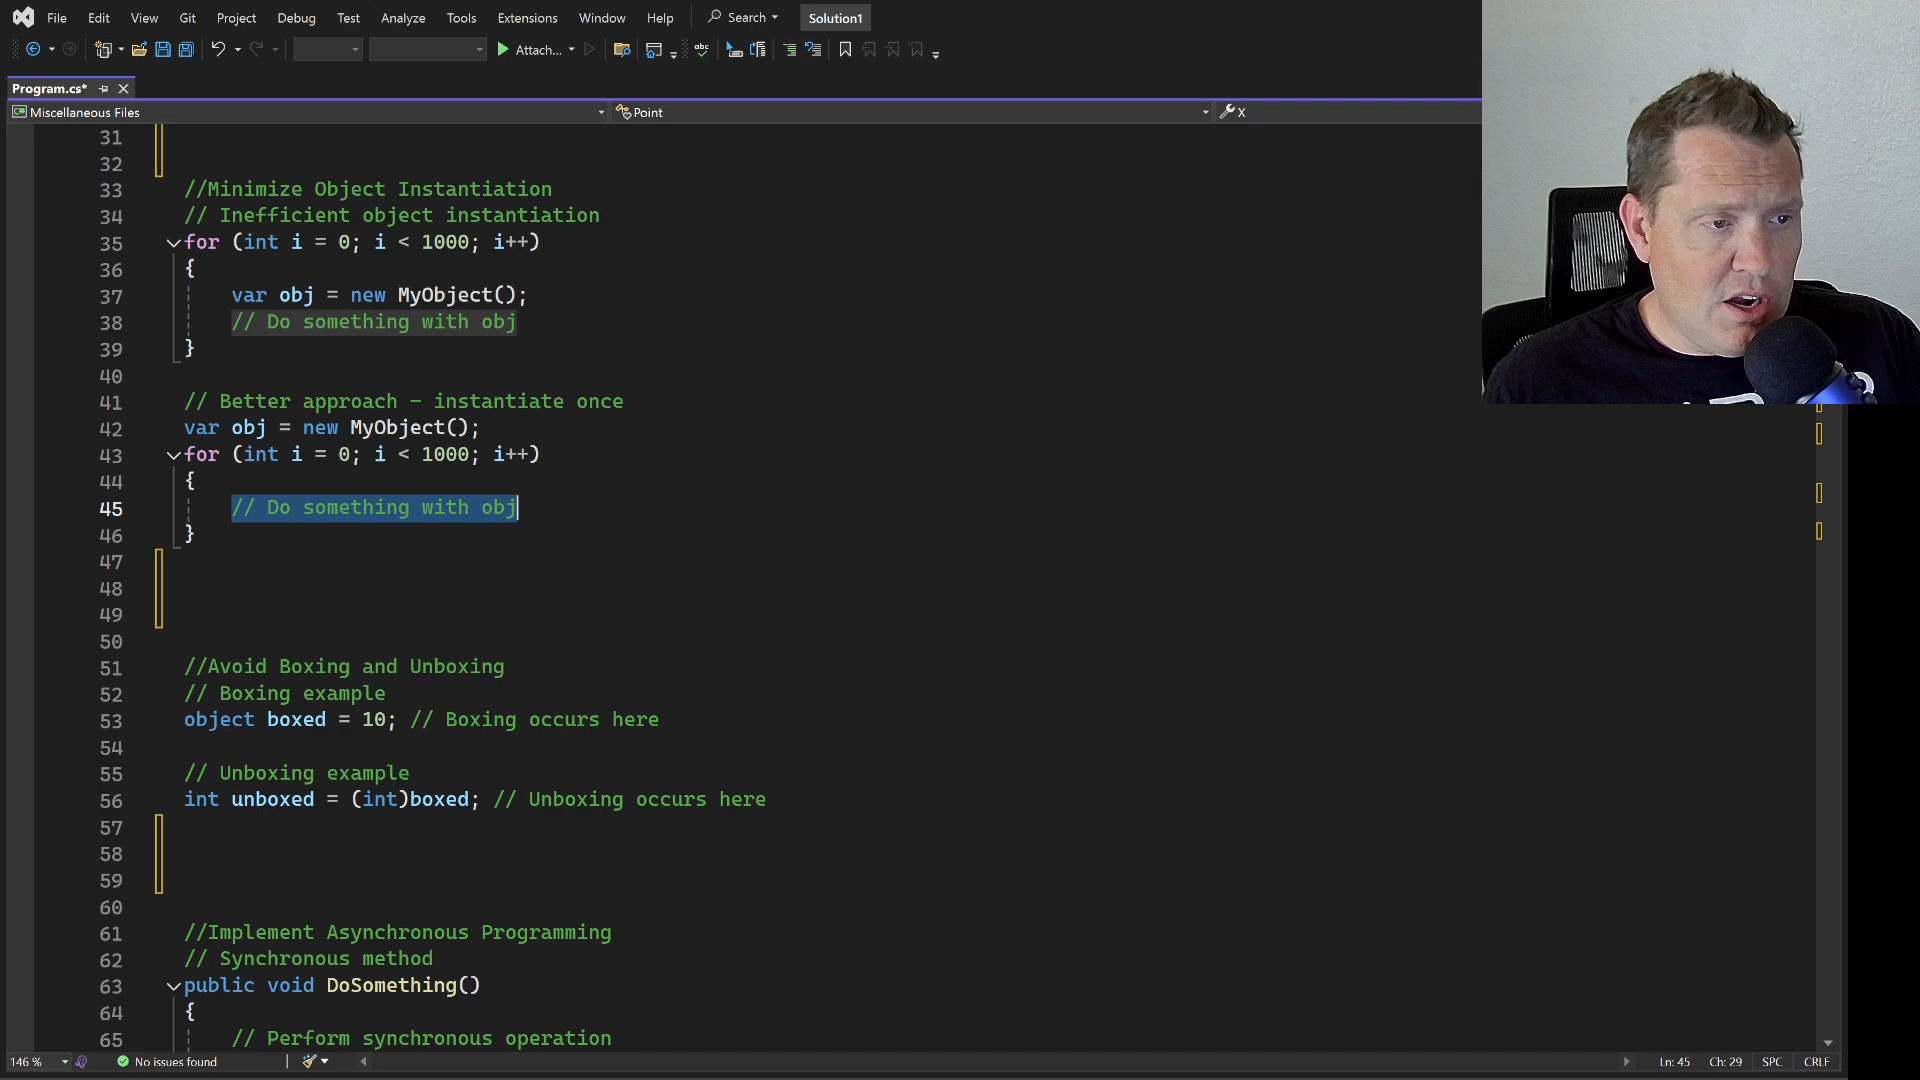 File Edit View Git Project Debug Test Analyze Tools Extensions Window Help Search Solution1
Attach...
Program.cs*
Miscellaneous Files Point X
31
32
33 //Minimize Object Instantiation
34 // Inefficient object instantiation
35 for (int i = 0; i < 1000; i++)
36 {
37 var obj = new MyObject();
38 // Do something with obj
39 }
40
41 // Better approach - instantiate once
42 var obj = new MyObject();
43 for (int i = 0; i < 1000; i++)
44 {
45 // Do something with obj
46 }
47
48
49
50
51 //Avoid Boxing and Unboxing
52 // Boxing example
53 object boxed = 10; // Boxing occurs here
54
55 // Unboxing example
56 int unboxed = (int)boxed; // Unboxing occurs here
57
58
59
60
61 //Implement Asynchronous Programming
62 // Synchronous method
63 public void DoSomething()
64 {
65 // Perform synchronous operation
146 % No issues found Ln: 45 Ch: 29 SPC CRLF